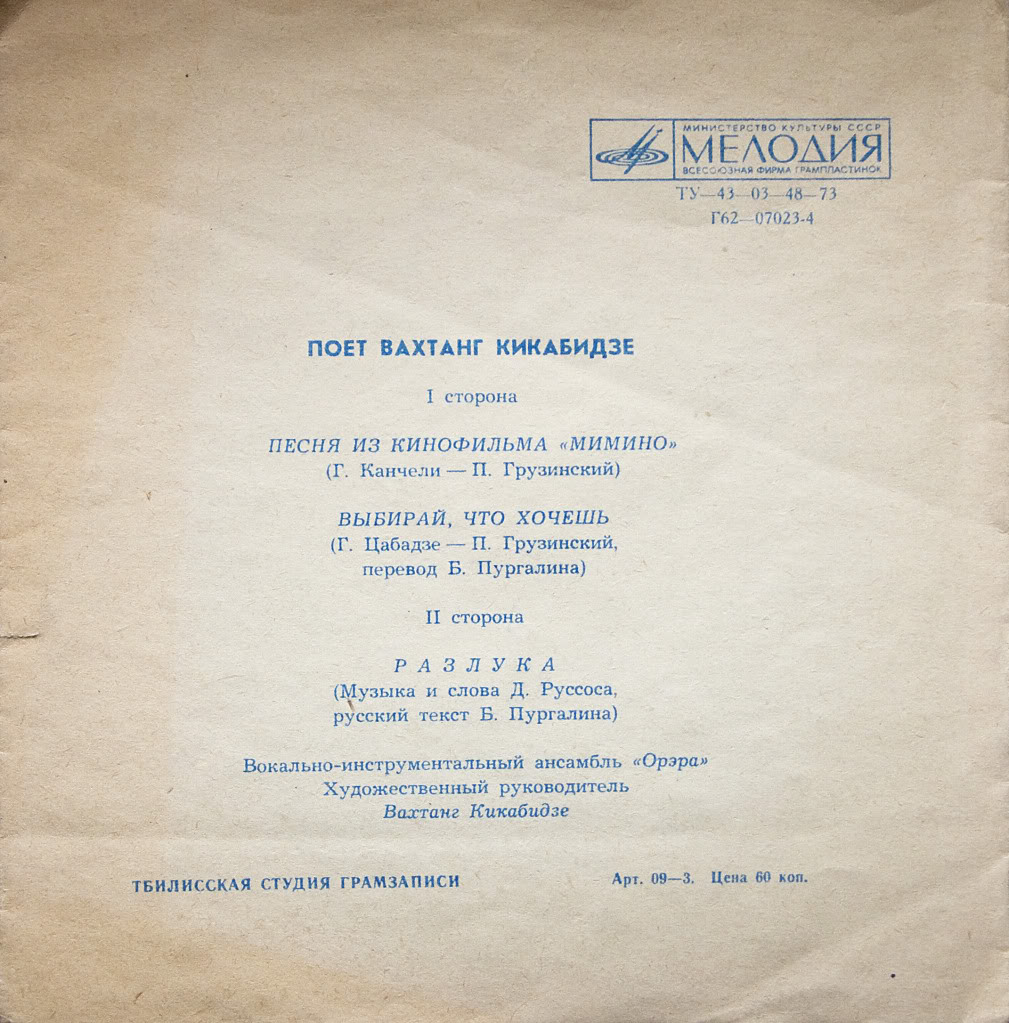 МИНИСТЕРСТВО КУЛЬТУРЫ СССР
МЕЛОДИЯ
ВСЕСОЮЗНАЯ ФИРМА ГРАМПЛАСТИНОК
ТУ—43—03—48—73
Г62—07023-4
ПОЕТ ВАХТАНГ КИКАБИДЗЕ
I сторона
ПЕСНЯ ИЗ КИНОФИЛЬМА «МИМИНО»
(Г. Канчели — П. Грузинский)
ВЫБИРАЙ, ЧТО ХОЧЕШЬ
(Г. Цабадзе — П. Грузинский,
перевод Б. Пургалина)
II сторона
Р А З Л У К А
(Музыка и слова Д. Руссоса,
русский текст Б. Пургалина)
Вокально-инструментальный ансамбль «Орэра»
Художественный руководитель
Вахтанг Кикабидзе
ТБИЛИССКАЯ СТУДИЯ ГРАМЗАПИСИ
Арт. 09—3. Цена 60 коп.